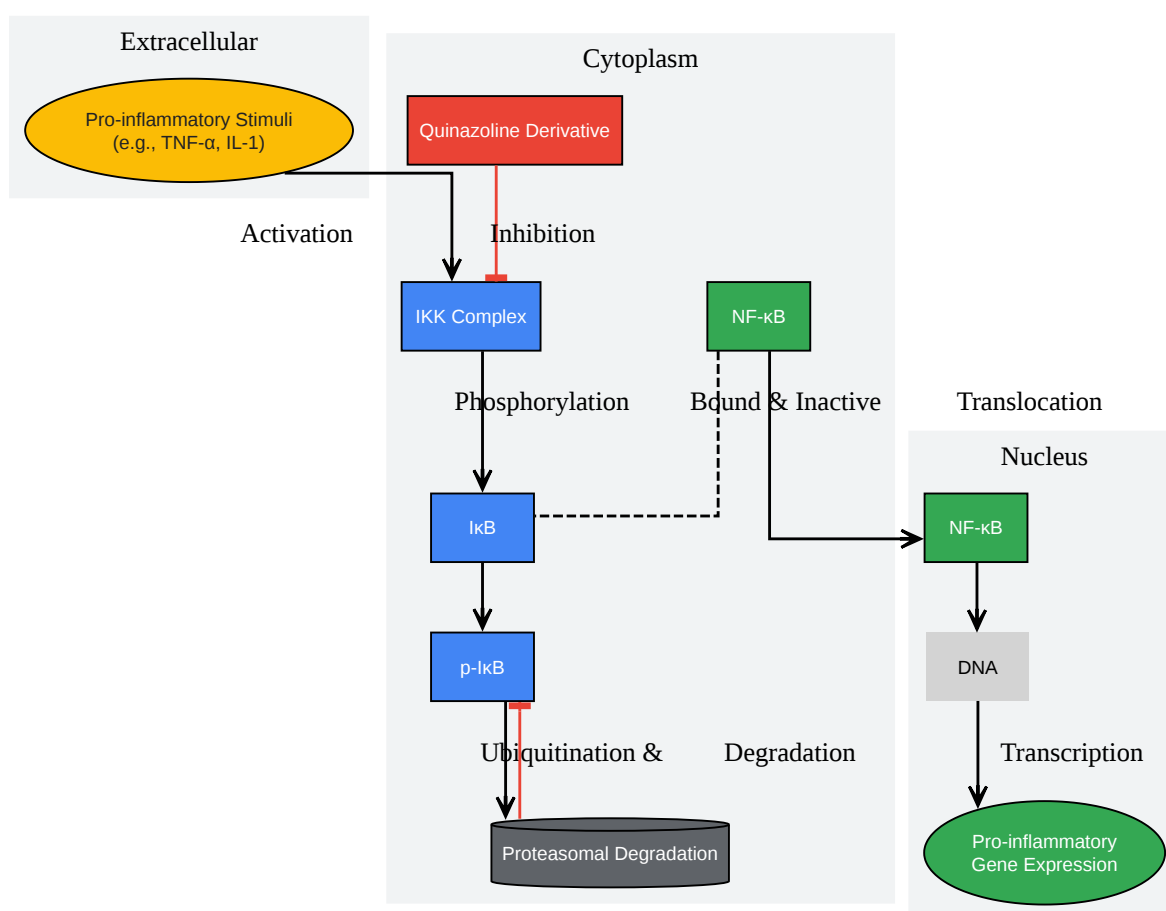 Extracellular
Pro-inflammatory Stimuli
(e.g., TNF-α, IL-1)
Cytoplasm
Quinazoline Derivative
Activation
Inhibition
IKK Complex
NF-κB
Phosphorylation
Bound & Inactive
Translocation
Nucleus
IκB
NF-κB
p-IκB
DNA
Ubiquitination &
Degradation
Transcription
Proteasomal Degradation
Pro-inflammatory
Gene Expression